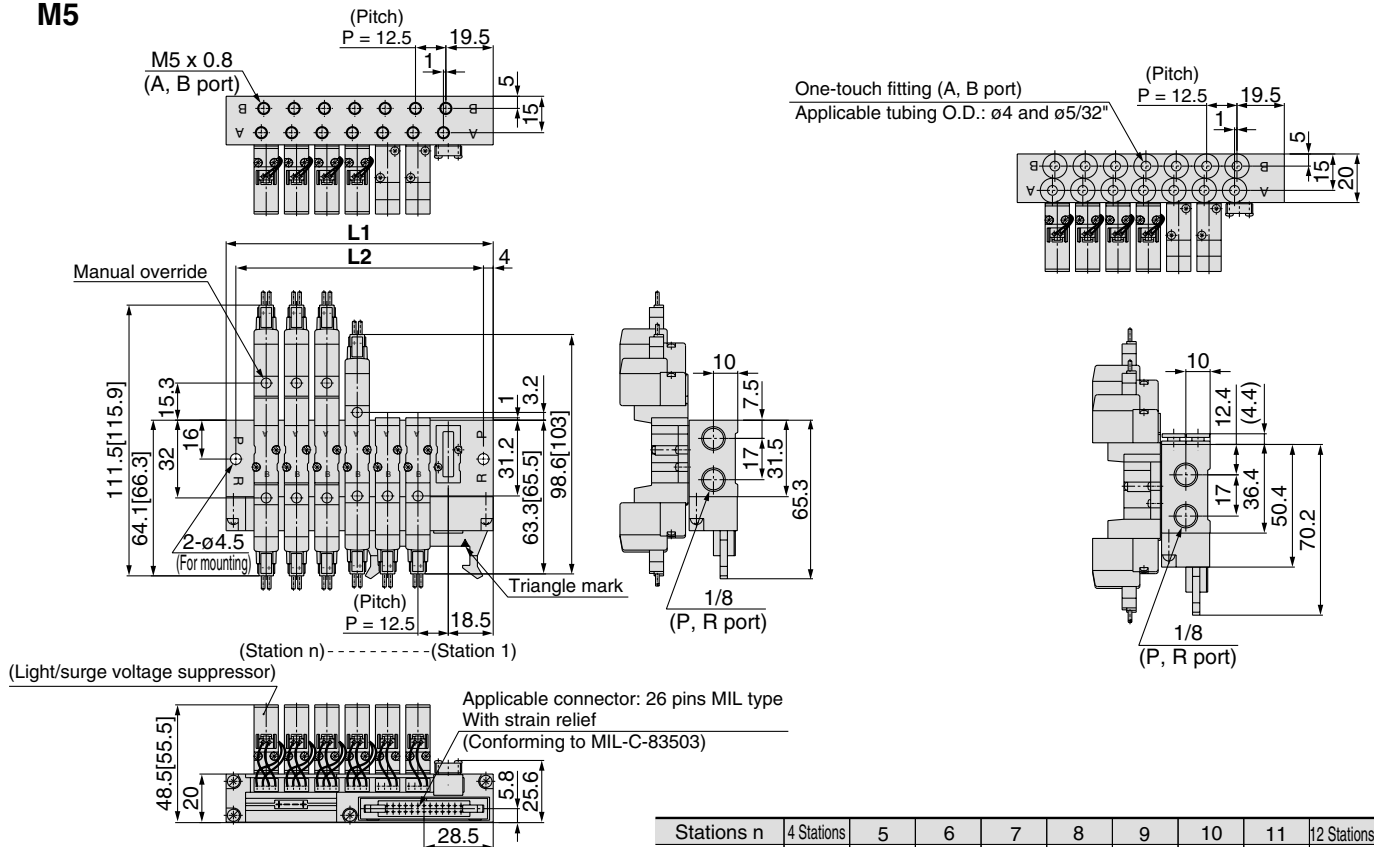 M5
(Pitch)
P = 12.5
19.5
1
5
15
M5 x 0.8
(A, B port)
B
B
A
A
One-touch fitting (A, B port)
Applicable tubing O.D.: ø4 and ø5/32"
(Pitch)
P = 12.5
19.5
1
5
15
20
B
B
A
A
L1
L2
4
Manual override
111.5[115.9]
64.1[66.3]
15.3
32
16
P
R
P
R
A
A
A
A
A
A
B
B
B
B
B
B
3.2
1
31.2
63.3[65.5]
98.6[103]
2-ø4.5
(For mounting)
Triangle mark
(Pitch)
P = 12.5
18.5
(Station n)
(Station 1)
10
7.5
17
31.5
65.3
1/8
(P, R port)
10
12.4
(4.4)
17
36.4
50.4
70.2
1/8
(P, R port)
(Light/surge voltage suppressor)
Applicable connector: 26 pins MIL type
With strain relief
(Conforming to MIL-C-83503)
48.5[55.5]
20
5.8
25.6
28.5
Stations n 4 Stations 5 6 7 8 9 10 11 12 Stations